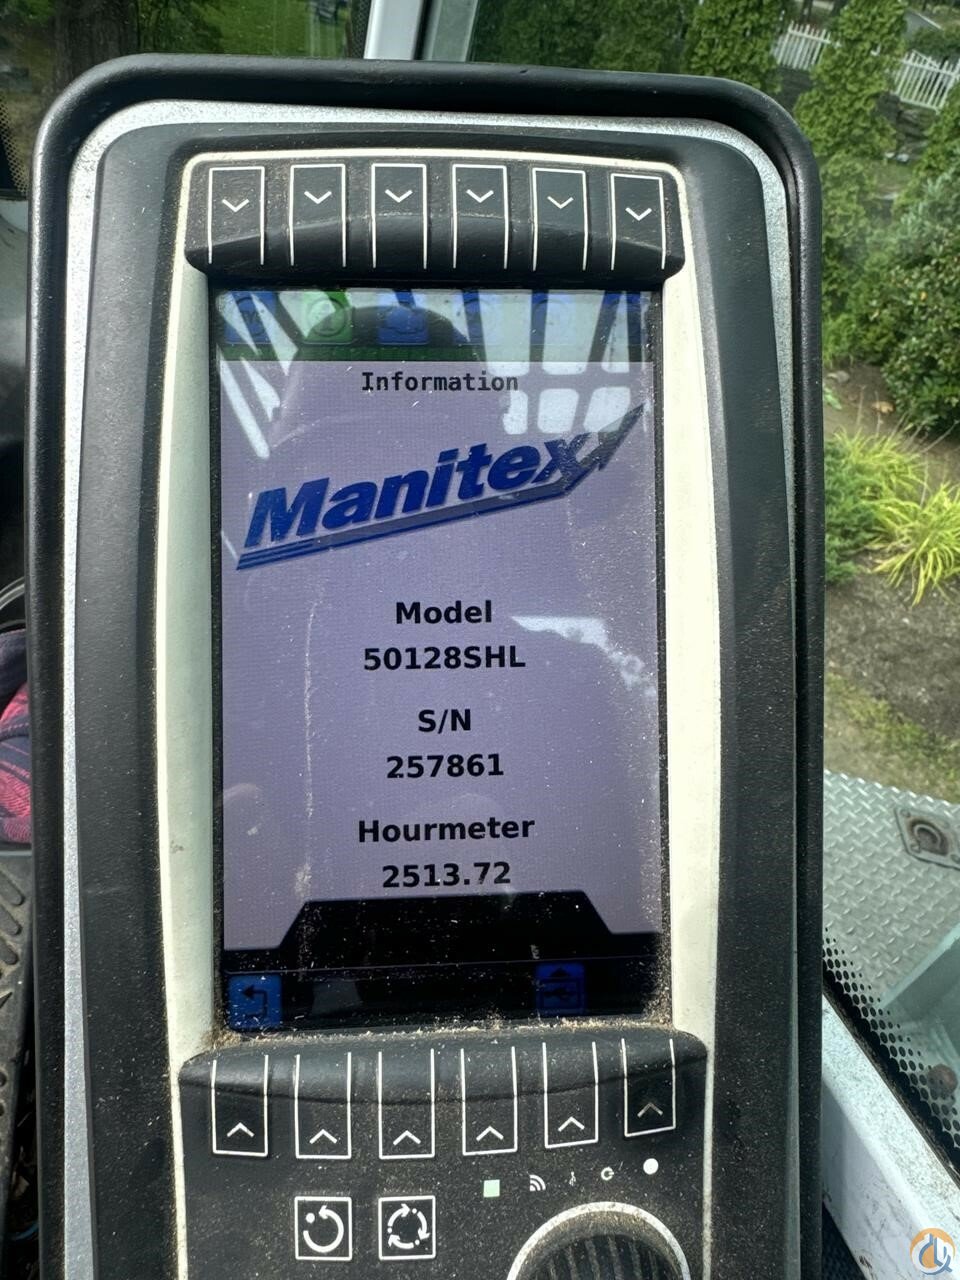 Information
Manitex
Model
50128SHL
S/N
257861
Hourmeter
2513.72